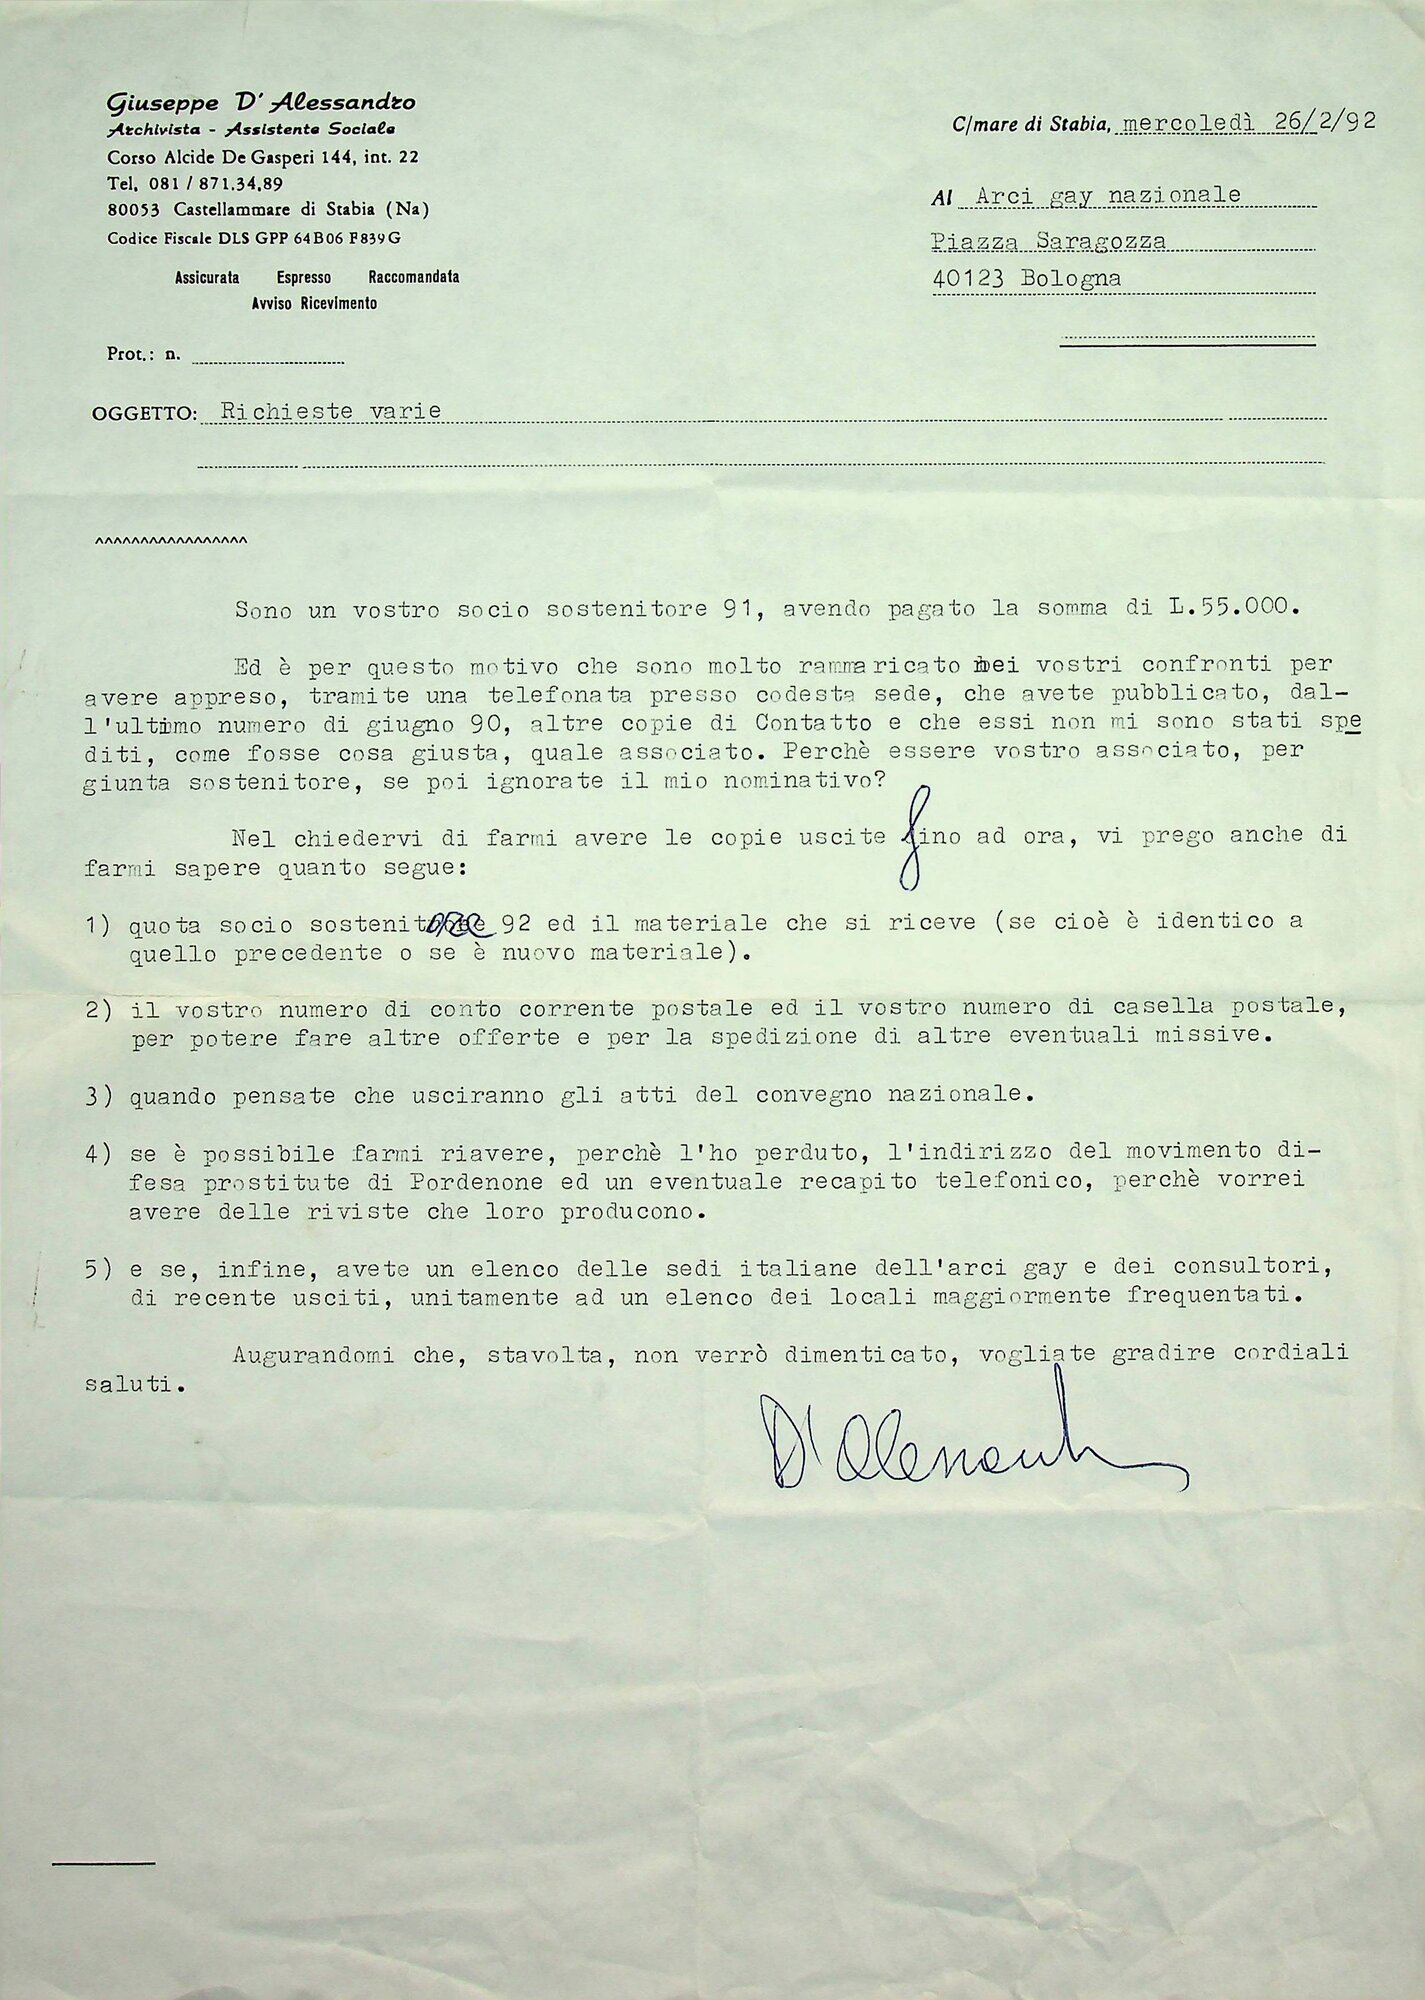 Giuseppe D'Alessandro
Archivista - Assistente Sociale
Corso Alcide De Gasperi 144, int. 22
Tel. 081 / 871.34.89
80053 Castellammare di Stabia (Na)
Codice Fiscale DLS GPP 64B06 F839G
Assicurata Espresso Raccomandata
Avviso Ricevimento
Prot.: n.
C/mare di Stabia, mercoledì 26/2/92
Al Arci gay nazionale
Piazza Saragozza
40123 Bologna
OGGETTO: Richieste varie
^^^^^^^^^^^^^^^^^
Sono un vostro socio sostenitore 91, avendo pagato la somma di L.55.000.
Ed è per questo motivo che sono molto rammaricato nei vostri confronti per
avere appreso, tramite una telefonata presso codesta sede, che avete pubblicato, dal-
l'ultimo numero di giugno 90, altre copie di Contatto e che essi non mi sono stati spe
diti, come fosse cosa giusta, quale associato. Perchè essere vostro associato, per
giunta sostenitore, se poi ignorate il mio nominativo?
Nel chiedervi di farmi avere le copie uscite fino ad ora, vi prego anche di
farmi sapere quanto segue:
1) quota socio sostenitore 92 ed il materiale che si riceve (se cioè è identico a
quello precedente o se è nuovo materiale).
2) il vostro numero di conto corrente postale ed il vostro numero di casella postale,
per potere fare altre offerte e per la spedizione di altre eventuali missive.
3) quando pensate che usciranno gli atti del convegno nazionale.
4) se è possibile farmi riavere, perchè l'ho perduto, l'indirizzo del movimento di-
fesa prostitute di Pordenone ed un eventuale recapito telefonico, perchè vorrei
avere delle riviste che loro producono.
5) e se, infine, avete un elenco delle sedi italiane dell'arci gay e dei consultori,
di recente usciti, unitamente ad un elenco dei locali maggiormente frequentati.
Augurandomi che, stavolta, non verrò dimenticato, vogliate gradire cordiali
saluti.
D'Alessandro